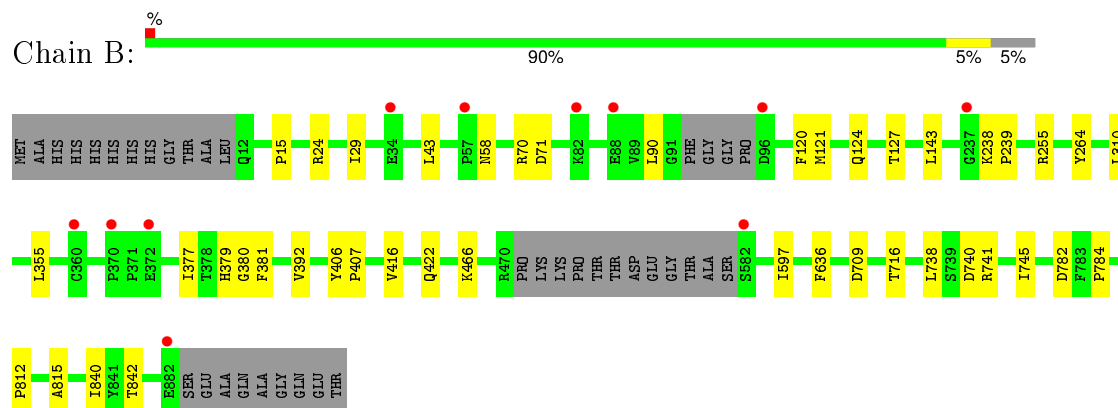 %
Chain B:
90% 5% 5%
MET ALA HIS HIS HIS HIS HIS HIS GLY THR ALA LEU Q12 P15 R24 I29 E34 L43 P57 N58 R70 D71 K82 E88 V89 L90 G91 PHE GLY GLY PRO D96 F120 M121 Q124 T127 L143 G237 K238 P239 R255 Y264 L310
L355 C360 P370 P371 E372 I377 T378 H379 G380 F381 V392 Y406 P407 V416 Q422 K466 R470 PRO LYS LYS PRO THR THR ASP GLU GLY THR ALA SER S582 I597 F636 D709 T716 L738 S739 D740 R741 I745 D782 F783 P784
P812 A815 I840 Y841 T842 E882 SER GLU ALA GLN ALA GLY GLN GLU THR